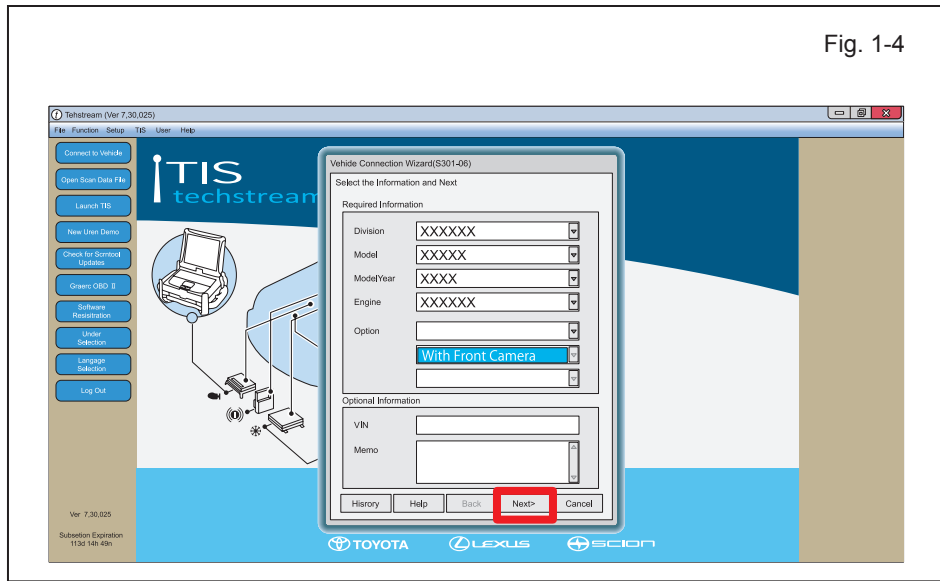 Fig. 1-4
Tehstream (Ver 7,30,025)
File Function Setup TIS User Help
Connect to Vehicle
Open Scan Data File
Launch TIS
New Uren Demo
Check for Scrntool
Updates
Graerc OBD II
Software
Resisitration
Under
Selection
Langage
Selection
Log Out
Ver 7,30,025
Subsetion Expiration
113d 14h 49n
TIS
techstream
Vehide Connection Wizard(S301-06)
Select the Information and Next
Required Information
Division XXXXXX
Model XXXXX
ModelYear XXXX
Engine XXXXXX
Option
With Front Camera
Optional Information
VIN
Memo
Hisrory Help Back Next> Cancel
TOYOTA LEXUS SCION